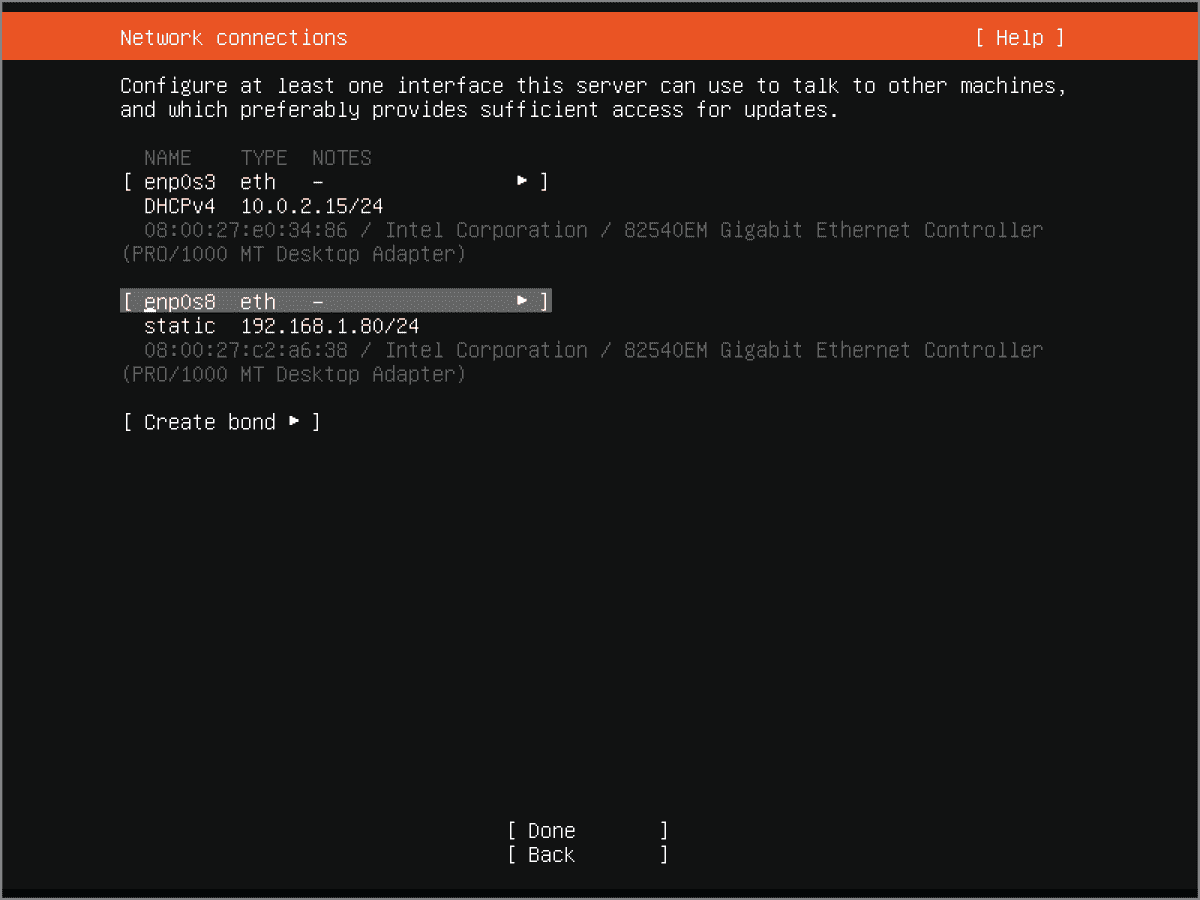 Network connections [ Help ]
Configure at least one interface this server can use to talk to other machines,
and which preferably provides sufficient access for updates.
NAME TYPE NOTES
[ enp0s3 eth - ▸ ]
DHCPv4 10.0.2.15/24
08:00:27:e0:34:86 / Intel Corporation / 82540EM Gigabit Ethernet Controller
(PRO/1000 MT Desktop Adapter)
[ enp0s8 eth - ▸ ]
static 192.168.1.80/24
08:00:27:c2:a6:38 / Intel Corporation / 82540EM Gigabit Ethernet Controller
(PRO/1000 MT Desktop Adapter)
[ Create bond ▸ ]
[ Done ]
[ Back ]